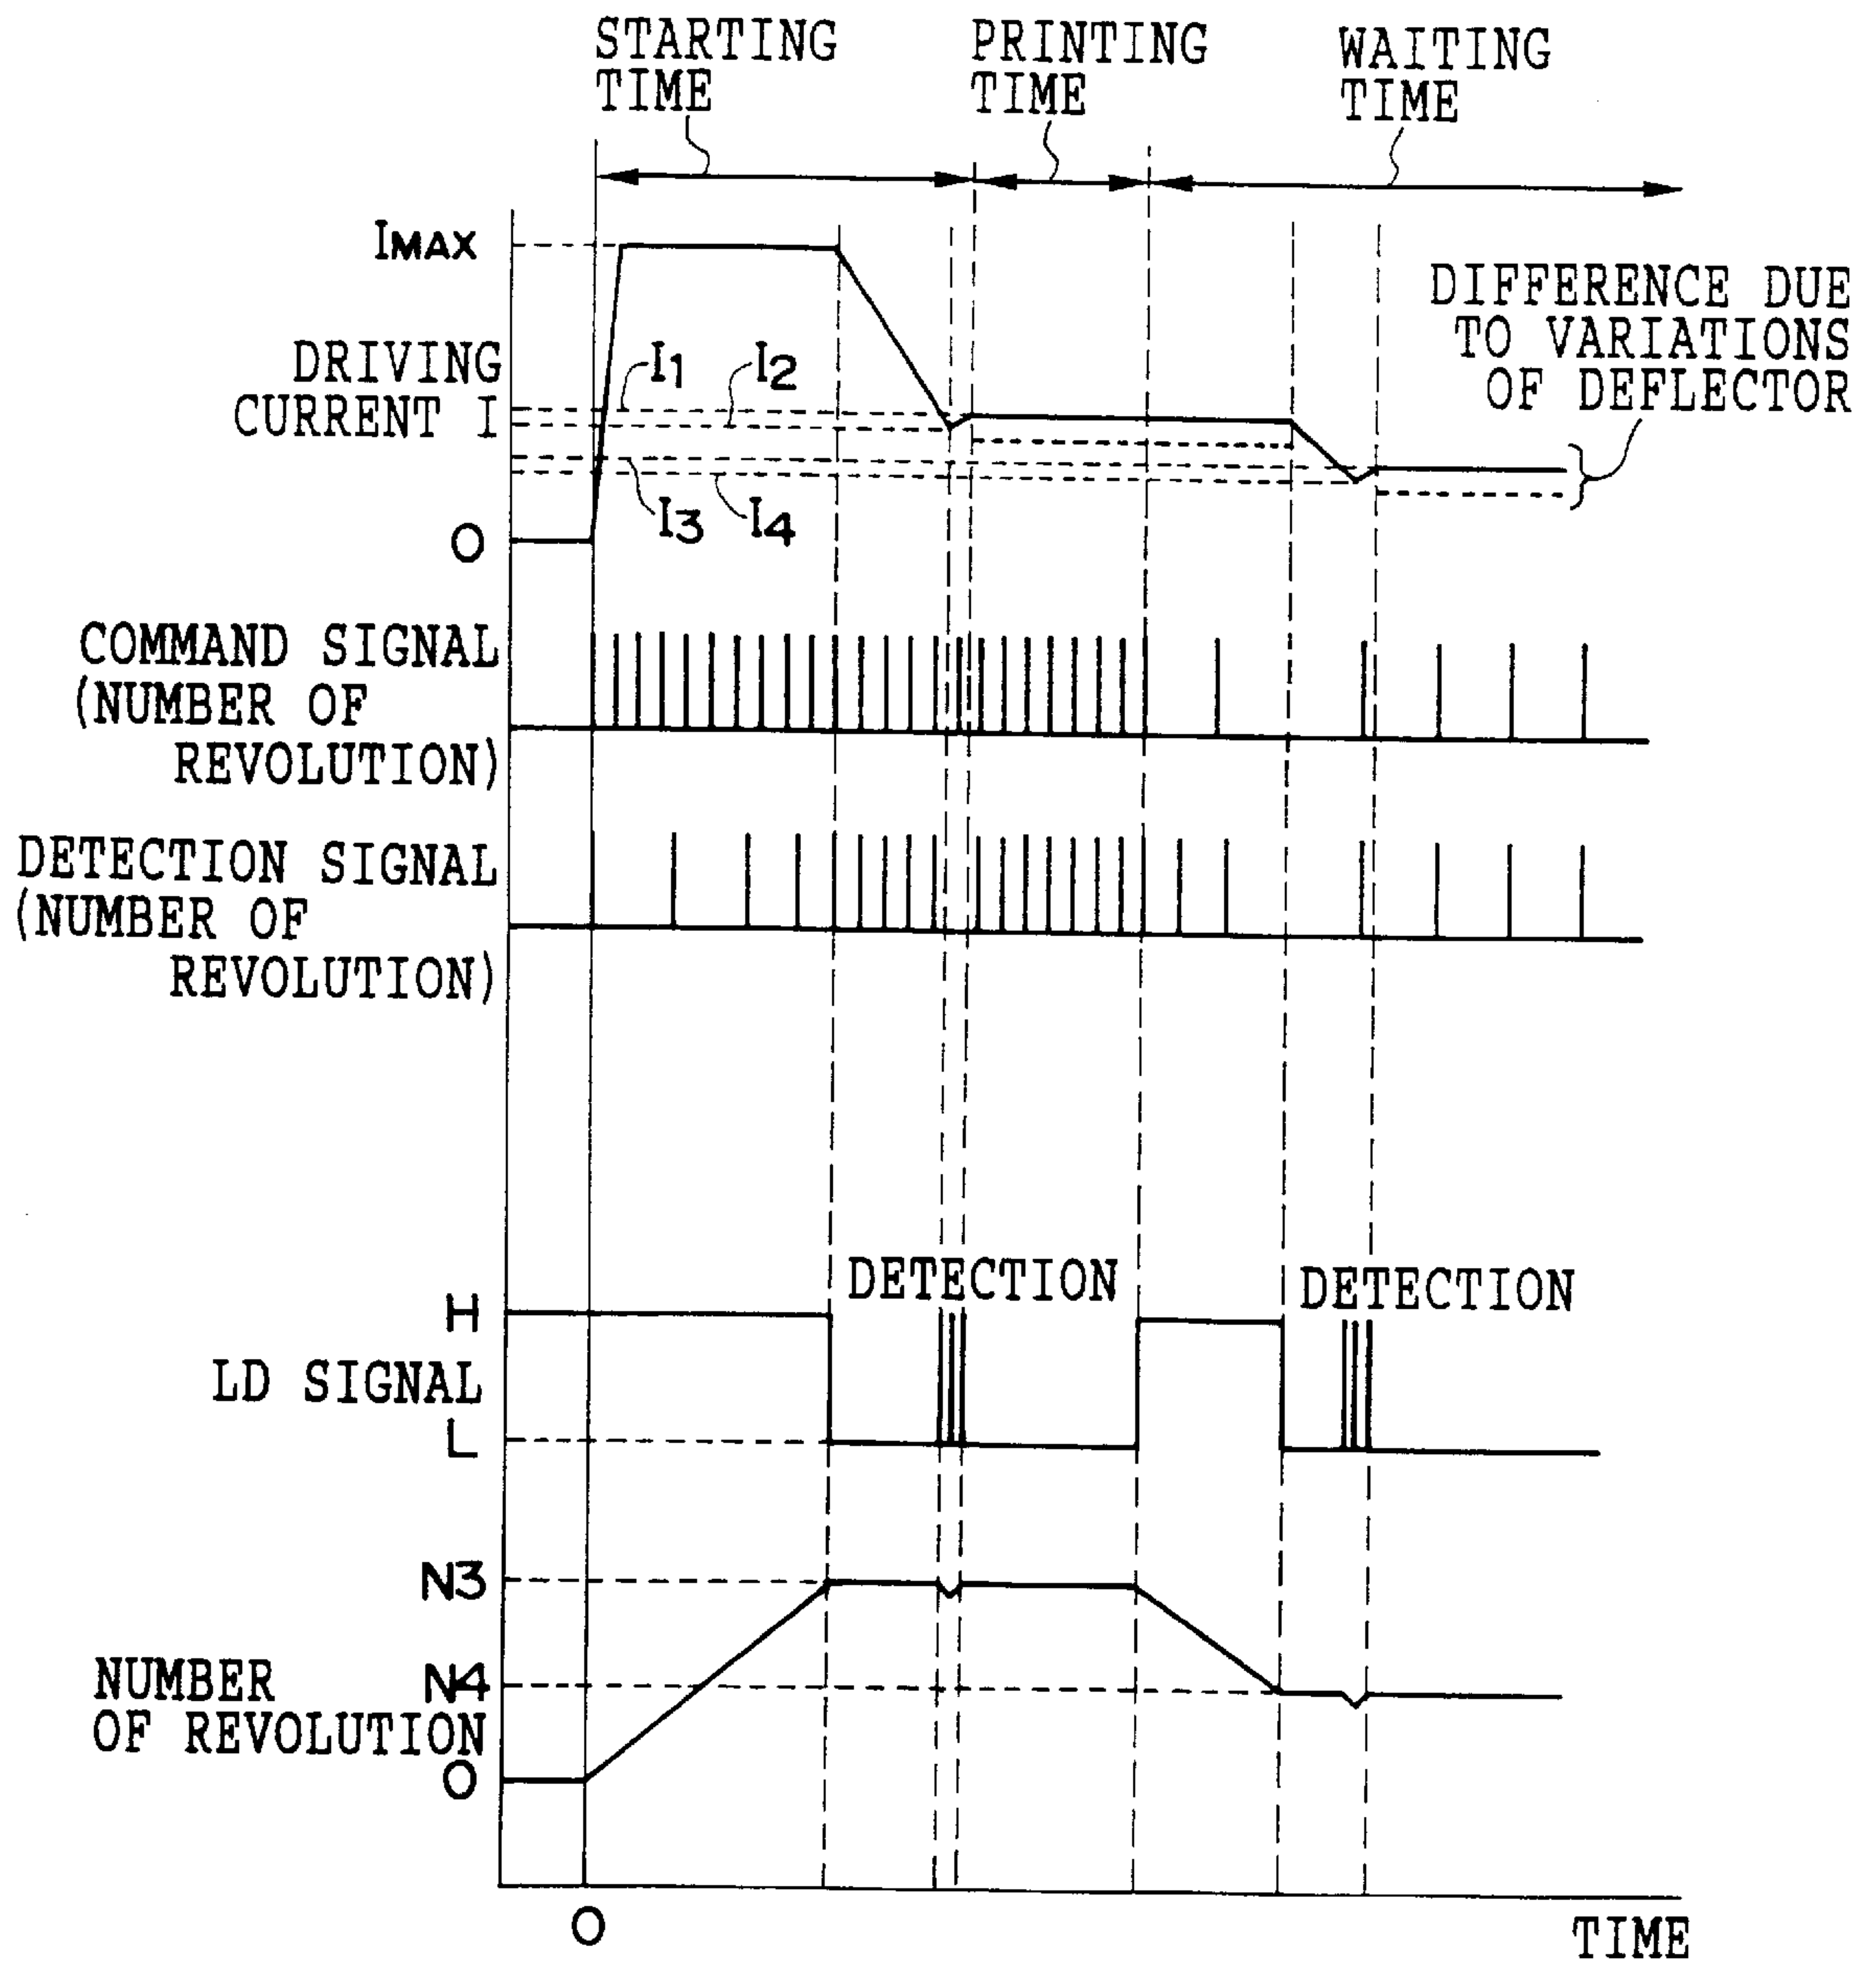 STARTING
TIME
PRINTING
TIME
WAITING
TIME
IMAX
DRIVING
CURRENT I
I1
I2
I3
I4
O
DIFFERENCE DUE
TO VARIATIONS
OF DEFLECTOR
COMMAND SIGNAL
(NUMBER OF
REVOLUTION)
DETECTION SIGNAL
(NUMBER OF
REVOLUTION)
DETECTION
DETECTION
H
LD SIGNAL
L
N3
N4
NUMBER
OF REVOLUTION
O
O
TIME